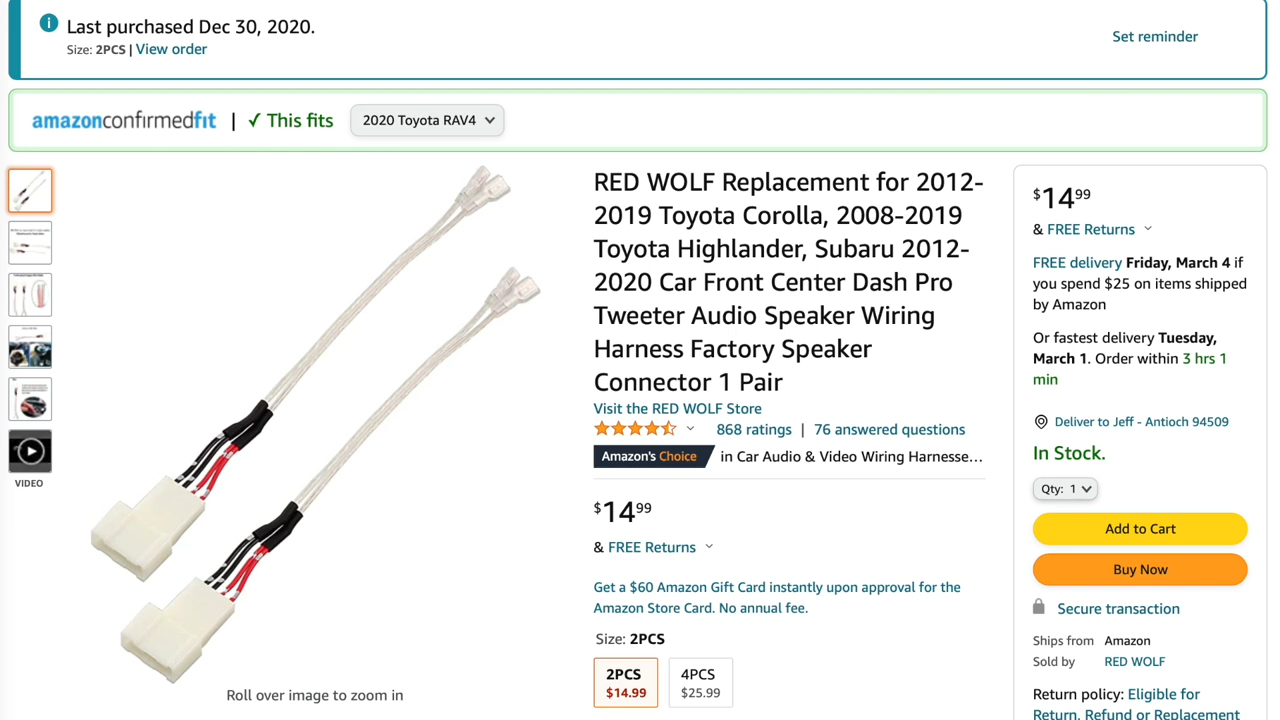 Last purchased Dec 30, 2020.
Size: 2PCS | View order
Set reminder
amazonconfirmedfit | ✓ This fits 2020 Toyota RAV4
VIDEO
Roll over image to zoom in
RED WOLF Replacement for 2012-
2019 Toyota Corolla, 2008-2019
Toyota Highlander, Subaru 2012-
2020 Car Front Center Dash Pro
Tweeter Audio Speaker Wiring
Harness Factory Speaker
Connector 1 Pair
Visit the RED WOLF Store
868 ratings | 76 answered questions
Amazon's Choice in Car Audio & Video Wiring Harnesse...
$14 99
& FREE Returns
Get a $60 Amazon Gift Card instantly upon approval for the
Amazon Store Card. No annual fee.
Size: 2PCS
2PCS
$14.99
4PCS
$25.99
$14 99
& FREE Returns
FREE delivery Friday, March 4 if
you spend $25 on items shipped
by Amazon
Or fastest delivery Tuesday,
March 1. Order within 3 hrs 1
min
Deliver to Jeff - Antioch 94509
In Stock.
Qty: 1
Add to Cart
Buy Now
Secure transaction
Ships from Amazon
Sold by RED WOLF
Return policy: Eligible for
Return, Refund or Replacement